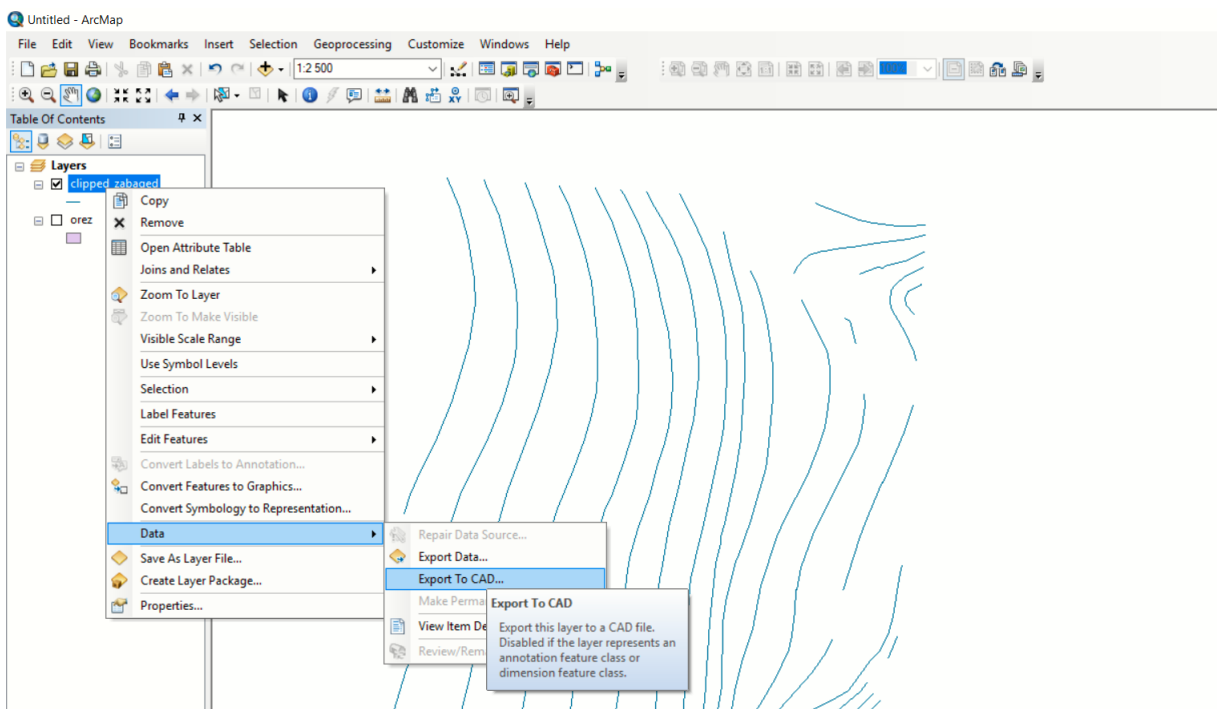 Untitled - ArcMap
File Edit View Bookmarks Insert Selection Geoprocessing Customize Windows Help
1:2 500
Table Of Contents
Layers
clipped_zabaged
orez
Copy
Remove
Open Attribute Table
Joins and Relates
Zoom To Layer
Zoom To Make Visible
Visible Scale Range
Use Symbol Levels
Selection
Label Features
Edit Features
Convert Labels to Annotation...
Convert Features to Graphics...
Convert Symbology to Representation...
Data
Save As Layer File...
Create Layer Package...
Properties...
Repair Data Source...
Export Data...
Export To CAD...
Make Perma
View Item De
Review/Rem
Export To CAD
Export this layer to a CAD file.
Disabled if the layer represents an
annotation feature class or
dimension feature class.